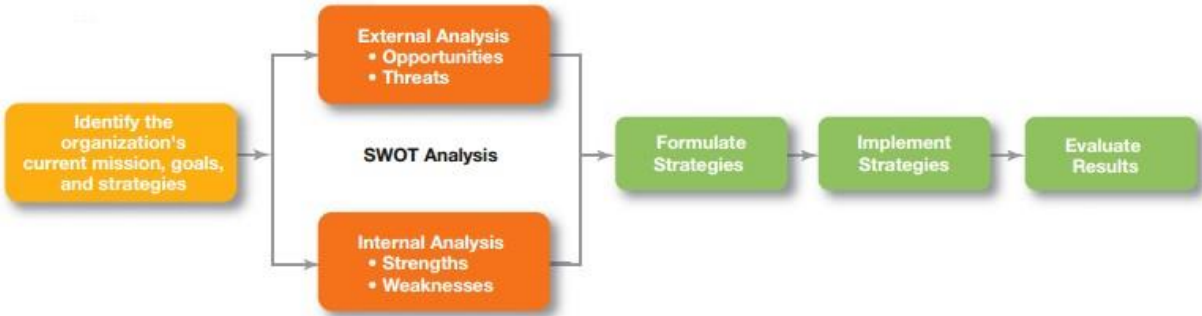 Identify the
organization's
current mission, goals,
and strategies
External Analysis
• Opportunities
• Threats
SWOT Analysis
Internal Analysis
• Strengths
• Weaknesses
Formulate
Strategies
Implement
Strategies
Evaluate
Results